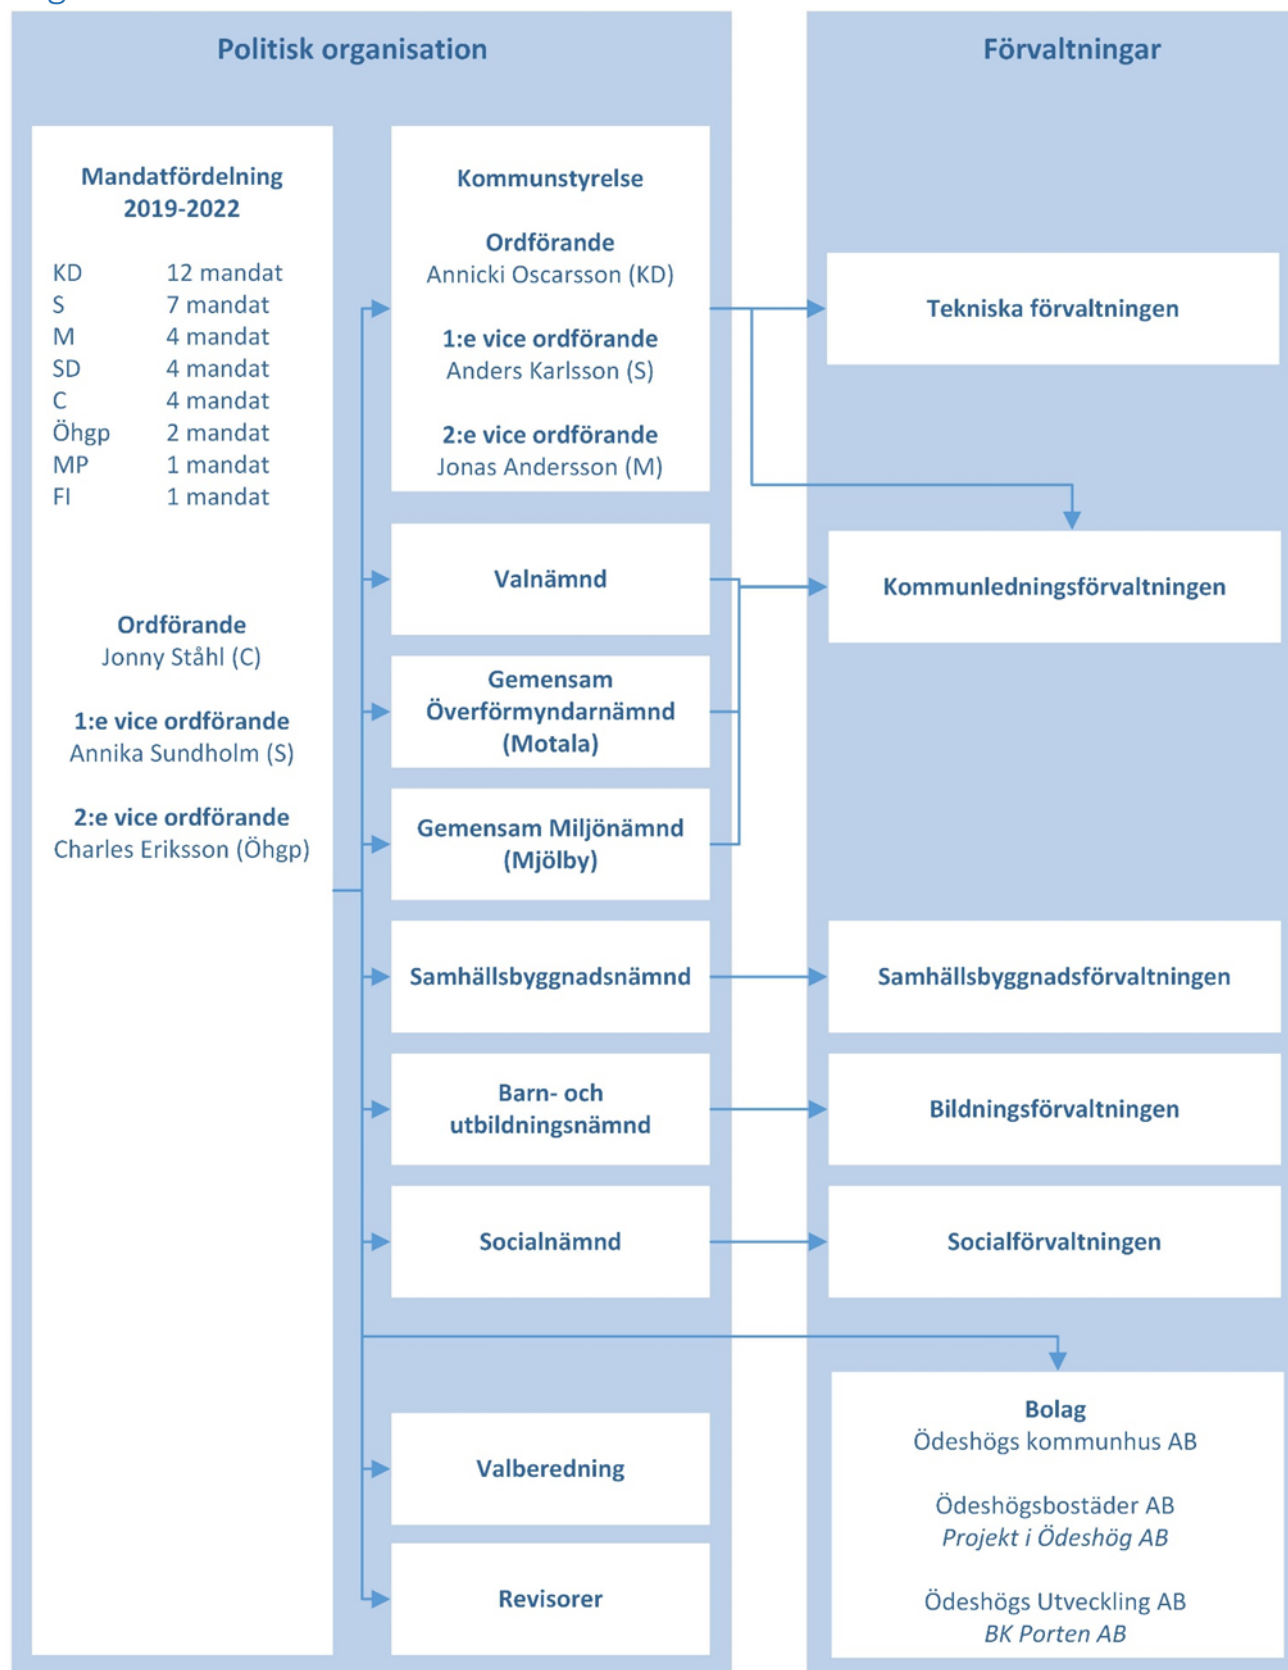 Politisk organisation
Mandatfördelning
2019-2022
KD 12 mandat
S 7 mandat
M 4 mandat
SD 4 mandat
C 4 mandat
Öhgp 2 mandat
MP 1 mandat
FI 1 mandat
Ordförande
Jonny Ståhl (C)
1:e vice ordförande
Annika Sundholm (S)
2:e vice ordförande
Charles Eriksson (Öhgp)
Kommunstyrelse
Ordförande
Annicki Oscarsson (KD)
1:e vice ordförande
Anders Karlsson (S)
2:e vice ordförande
Jonas Andersson (M)
Valnämnd
Gemensam
Överförmyndarnämnd
(Motala)
Gemensam Miljönämnd
(Mjölby)
Samhällsbyggnadsnämnd
Barn- och
utbildningsnämnd
Socialnämnd
Valberedning
Revisorer
Förvaltningar
Tekniska förvaltningen
Kommunledningsförvaltningen
Samhällsbyggnadsförvaltningen
Bildningsförvaltningen
Socialförvaltningen
Bolag
Ödeshögs kommunhus AB
Ödeshögsbostäder AB
Projekt i Ödeshög AB
Ödeshögs Utveckling AB
BK Porten AB